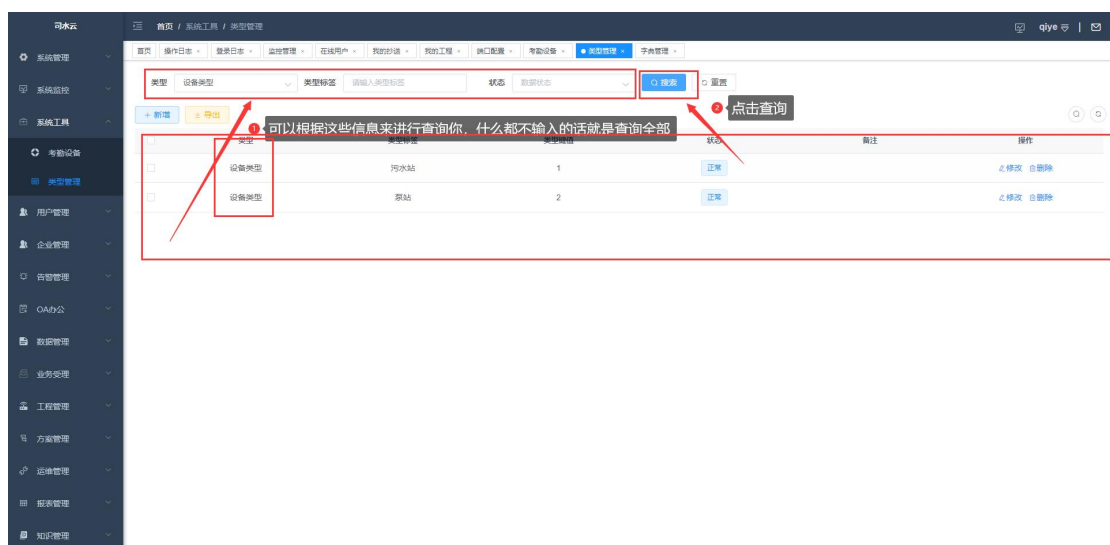 司水云
首页 / 系统工具 / 类型管理
qiye
首页 操作日志 × 登录日志 × 监控管理 × 在线用户 × 我的抄送 × 我的工程 × 端口配置 × 考勤设备 × 类型管理 × 字典管理 ×
系统管理
系统监控
系统工具
考勤设备
类型管理
用户管理
企业管理
告警管理
OA办公
数据管理
业务受理
工程管理
方案管理
运维管理
报表管理
知识管理
类型 设备类型 类型标签 请输入类型标签 状态 数据状态 搜索 重置
+ 新增 导出
1 可以根据这些信息来进行查询你，什么都不输入的话就是查询全部
2 点击查询
类型 类型标签 类型键值 状态 备注 操作
设备类型 污水站 1 正常 修改 删除
设备类型 泵站 2 正常 修改 删除